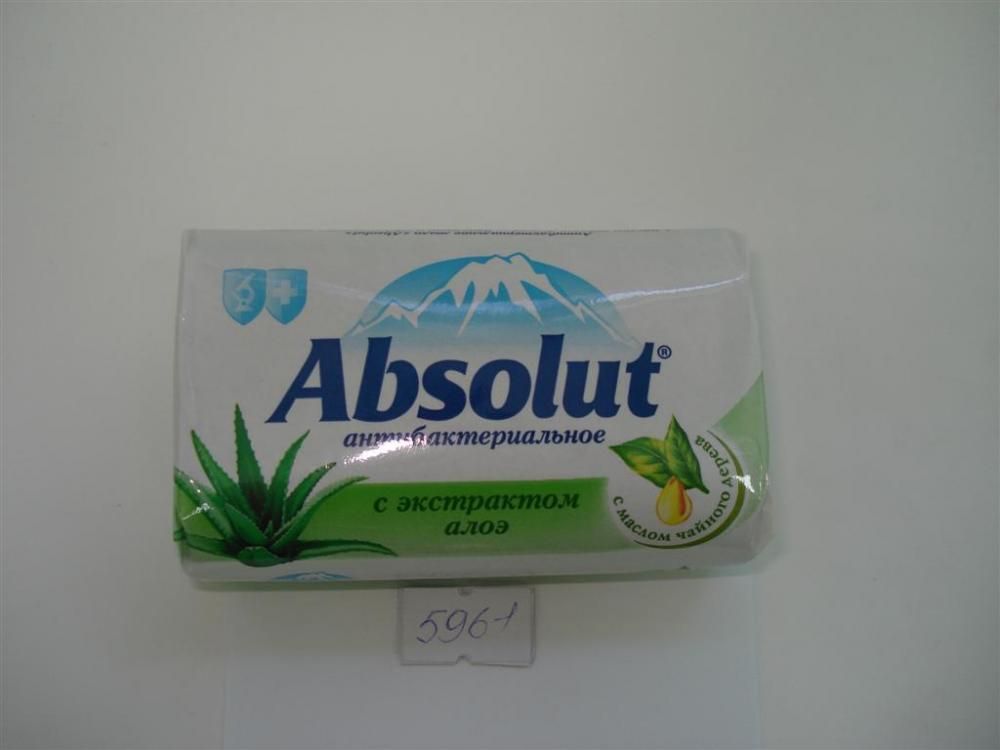 Absolut®
антибактериальное
с экстрактом
алоэ
с маслом чайного дерева
596-1